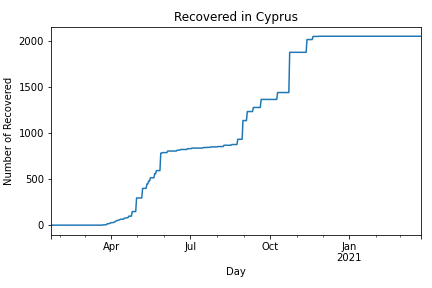 Recovered in Cyprus
2000
1500
1000
500
0
Number of Recovered
Apr
Jul
Oct
Jan
2021
Day